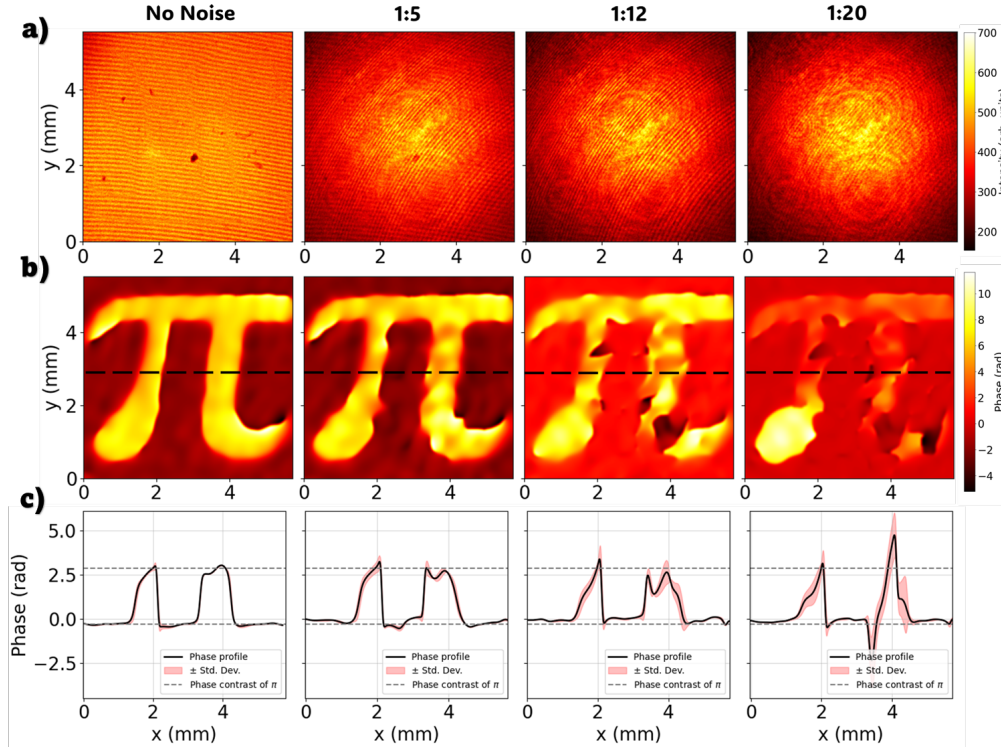 No Noise 1:5 1:12 1:20
a)
y (mm)
4
2
0
0 2 4
0 2 4
0 2 4
0 2 4
700
600
500
400
300
200
b)
y (mm)
4
2
0
0 2 4
0 2 4
0 2 4
0 2 4
10
8
6
4
2
0
−2
−4
Phase (rad)
c)
Phase (rad)
5.0
2.5
0.0
−2.5
Phase profile
± Std. Dev.
Phase contrast of π
Phase profile
± Std. Dev.
Phase contrast of π
Phase profile
± Std. Dev.
Phase contrast of π
Phase profile
± Std. Dev.
Phase contrast of π
0 2 4
0 2 4
0 2 4
0 2 4
x (mm) x (mm) x (mm) x (mm)